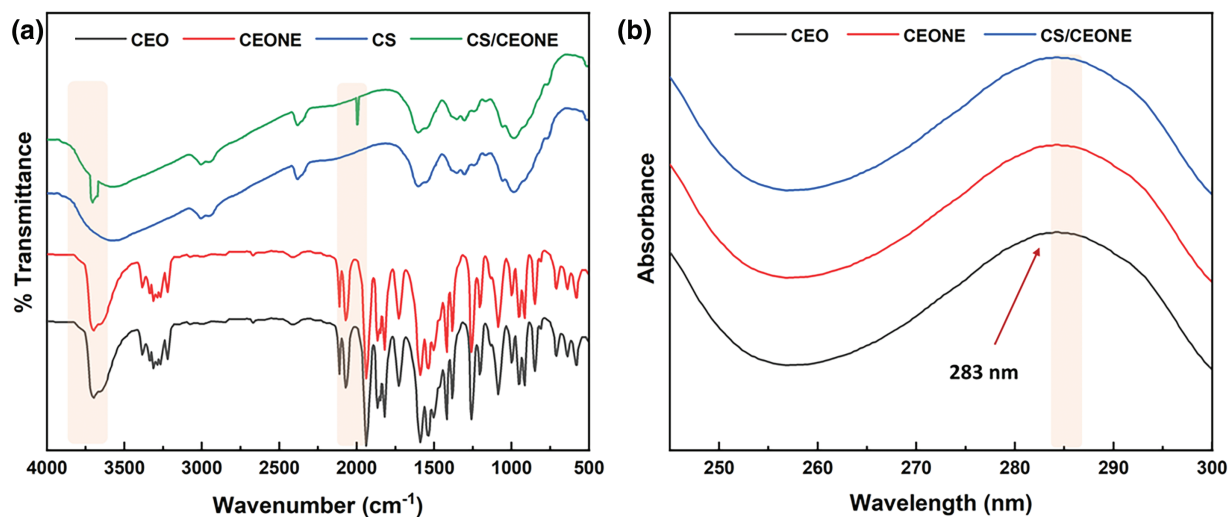 (a)
CEO CEONE CS CS/CEONE
% Transmittance
4000 3500 3000 2500 2000 1500 1000 500
Wavenumber (cm⁻¹)
(b)
CEO CEONE CS/CEONE
Absorbance
283 nm
250 260 270 280 290 300
Wavelength (nm)